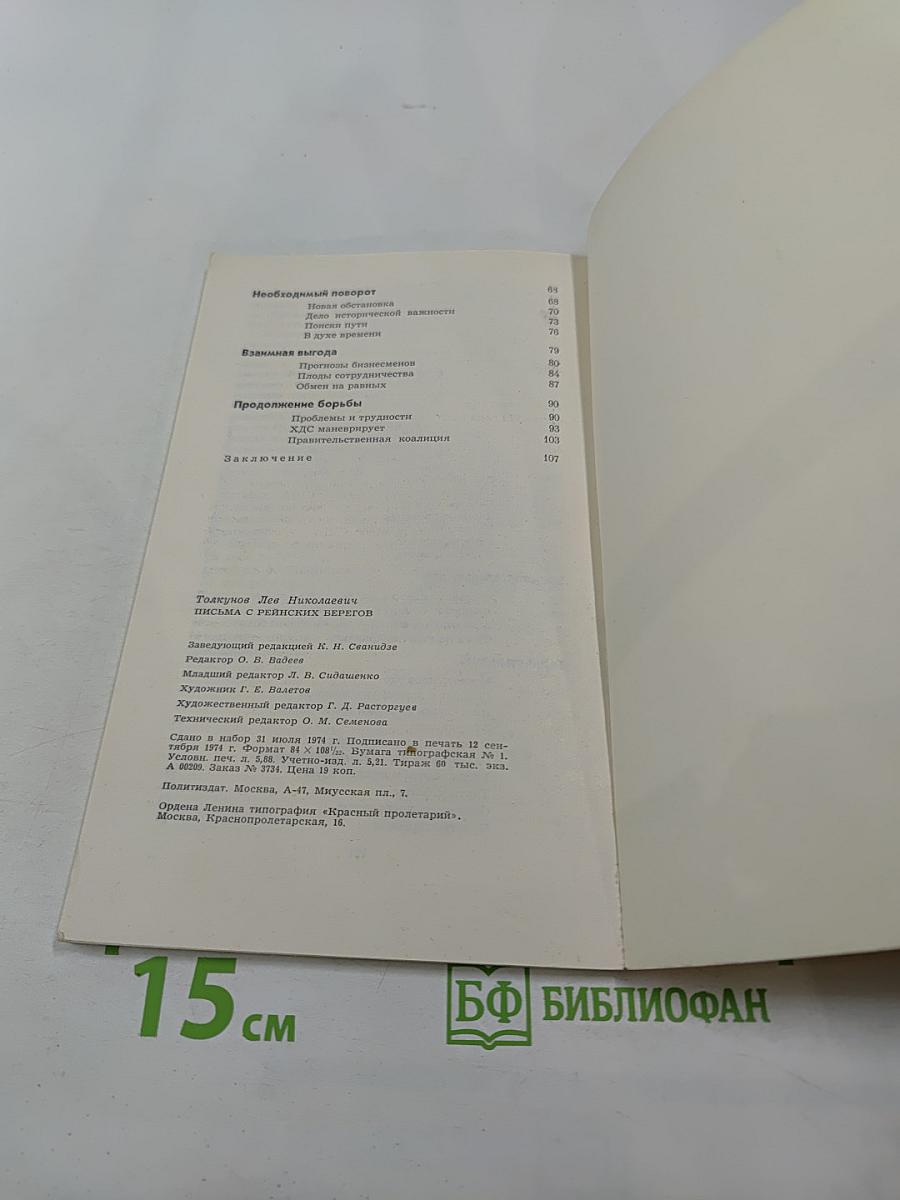 Необходимый поворот 68
Новая обстановка 68
Дело исторической важности 70
Поиски пути 73
В духе времени 76
Взаимная выгода 79
Прогнозы бизнесменов 80
Плоды сотрудничества 84
Обмен на равных 87
Продолжение борьбы 90
Проблемы и трудности 90
ХДС маневрирует 93
Правительственная коалиция 103
Заключение 107
Толкунов Лев Николаевич
ПИСЬМА С РЕЙНСКИХ БЕРЕГОВ
Заведующий редакцией К. Н. Сванидзе
Редактор О. В. Вадеев
Младший редактор Л. В. Сидашенко
Художник Г. Е. Валетов
Художественный редактор Г. Д. Расторгуев
Технический редактор О. М. Семенова
Сдано в набор 31 июля 1974 г. Подписано в печать 12 сен-
тября 1974 г. Формат 84 × 108 1/32. Бумага типографская № 1.
Условн. печ. л. 5,88. Учетно-изд. л. 5,21. Тираж 60 тыс. экз.
А 00209. Заказ № 3734. Цена 19 коп.
Политиздат. Москва, А-47, Миусская пл., 7.
Ордена Ленина типография «Красный пролетарий».
Москва, Краснопролетарская, 16.
15 см
БФ БИБЛИОФАН